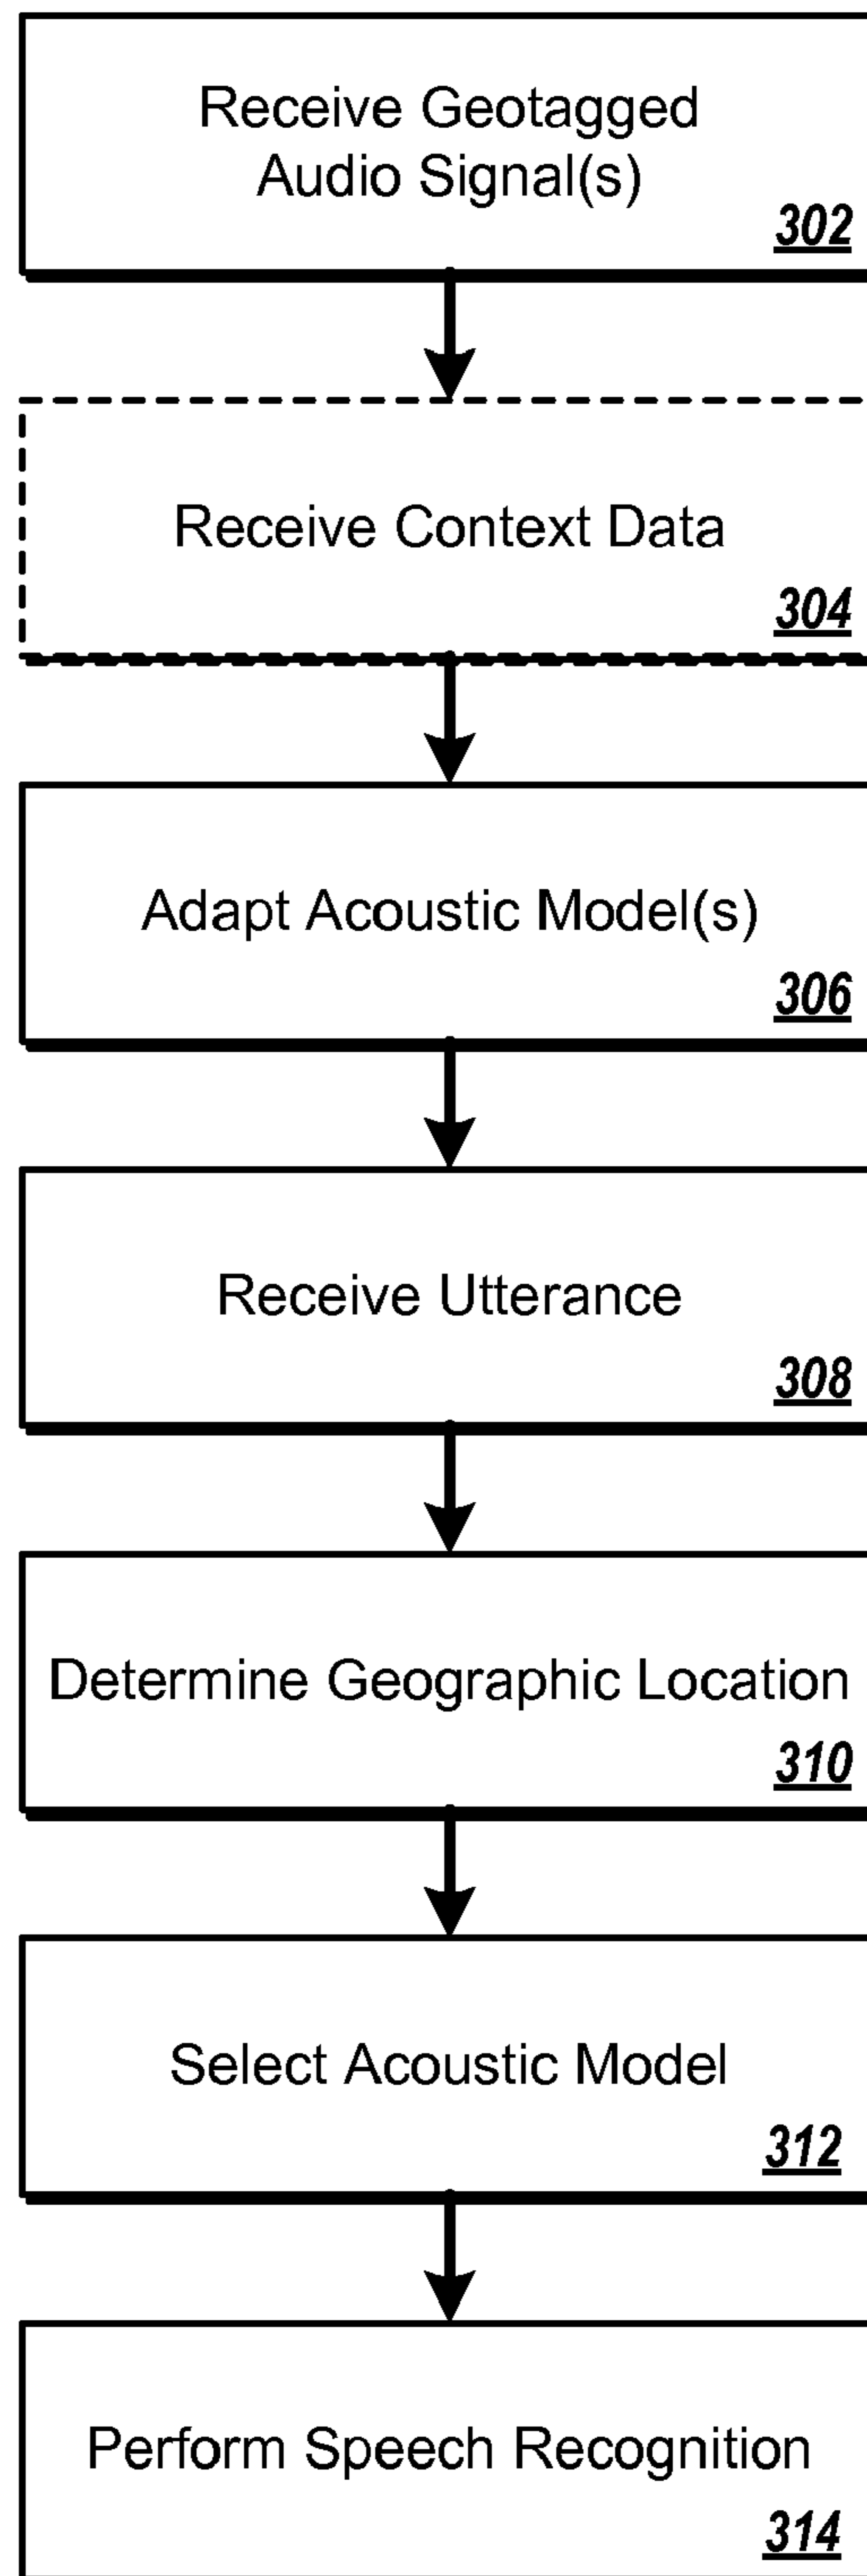 Receive Geotagged
Audio Signal(s)
302
Receive Context Data
304
Adapt Acoustic Model(s)
306
Receive Utterance
308
Determine Geographic Location
310
Select Acoustic Model
312
Perform Speech Recognition
314